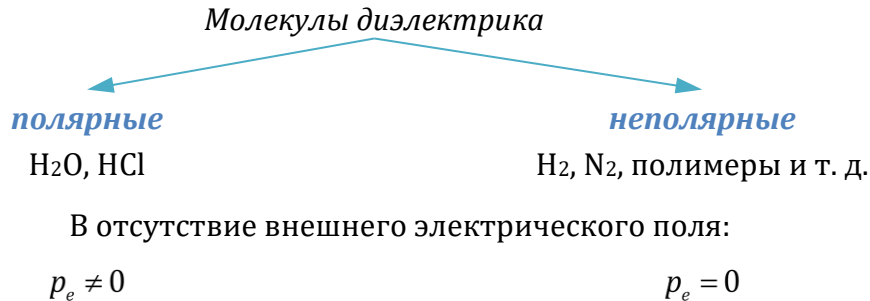 Молекулы диэлектрика
полярные неполярные
H₂O, HCl H₂, N₂, полимеры и т. д.
В отсутствие внешнего электрического поля:
pₑ ≠ 0 pₑ = 0